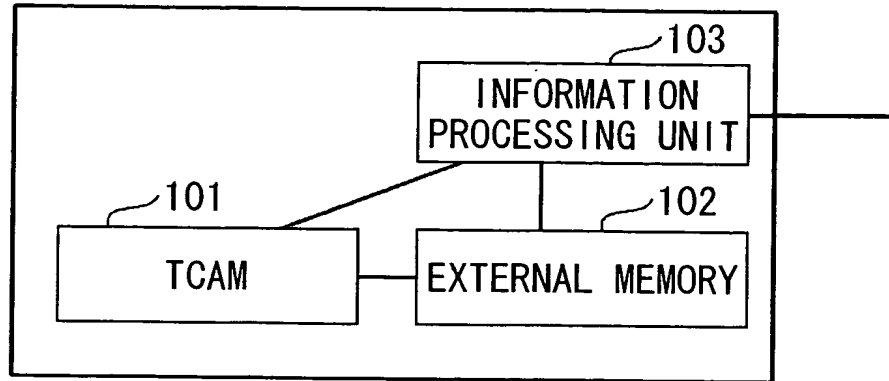 103
INFORMATION
PROCESSING UNIT
101
102
TCAM
EXTERNAL MEMORY